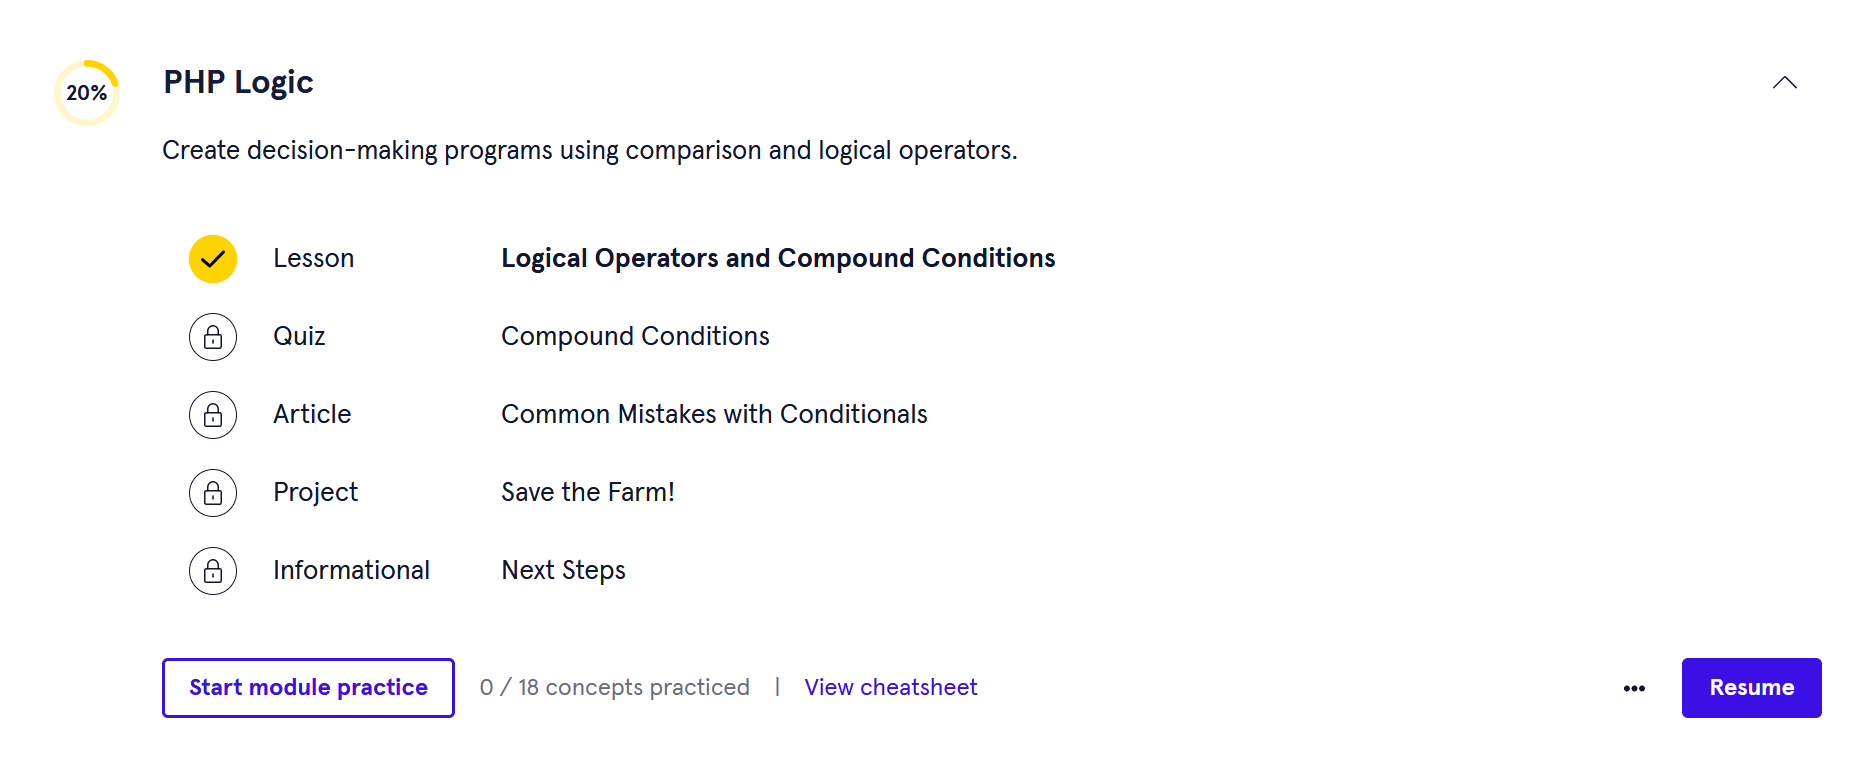 20%
PHP Logic
Create decision-making programs using comparison and logical operators.
Lesson Logical Operators and Compound Conditions
Quiz Compound Conditions
Article Common Mistakes with Conditionals
Project Save the Farm!
Informational Next Steps
Start module practice 0 / 18 concepts practiced | View cheatsheet ••• Resume